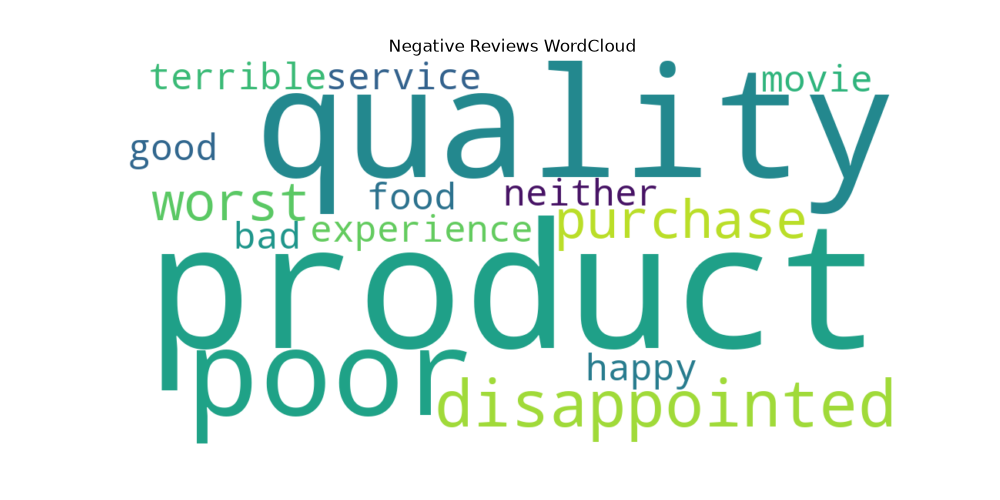 Negative Reviews WordCloud
terrible service movie
quality
good
worst food neither
bad experience purchase
product
poor happy
disappointed